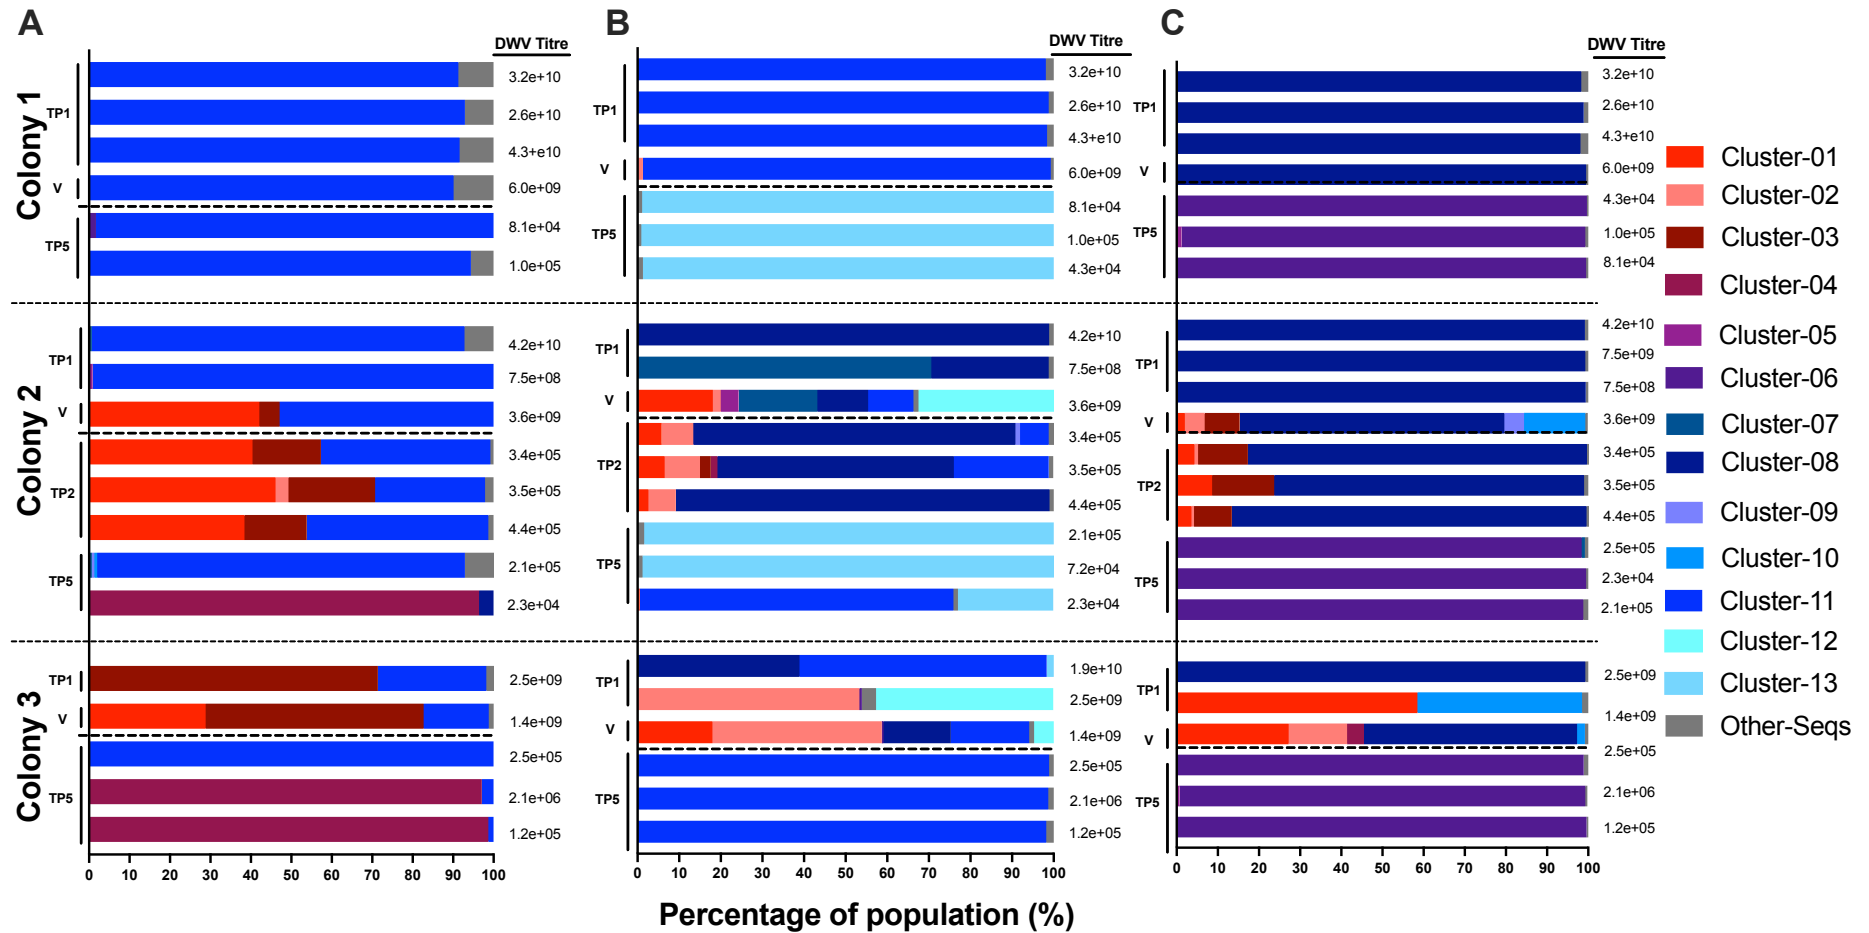 A
DWV Titre
Colony 1
TP1
3.2e+10
2.6e+10
4.3+e10
V
6.0e+09
TP5
8.1e+04
1.0e+05
Colony 2
TP1
4.2e+10
7.5e+08
V
3.6e+09
TP2
3.4e+05
3.5e+05
4.4e+05
TP5
2.1e+05
2.3e+04
Colony 3
TP1
2.5e+09
V
1.4e+09
TP5
2.5e+05
2.1e+06
1.2e+05
0 10 20 30 40 50 60 70 80 90 100
B
DWV Titre
TP1
3.2e+10
2.6e+10
4.3+e10
V
6.0e+09
TP5
8.1e+04
1.0e+05
4.3e+04
TP1
4.2e+10
7.5e+08
V
3.6e+09
TP2
3.4e+05
3.5e+05
4.4e+05
TP5
2.1e+05
7.2e+04
2.3e+04
TP1
1.9e+10
2.5e+09
V
1.4e+09
TP5
2.5e+05
2.1e+06
1.2e+05
0 10 20 30 40 50 60 70 80 90 100
C
DWV Titre
TP1
3.2e+10
2.6e+10
4.3+e10
V
6.0e+09
TP5
4.3e+04
1.0e+05
8.1e+04
TP1
4.2e+10
7.5e+09
7.5e+08
V
3.6e+09
TP2
3.4e+05
3.5e+05
4.4e+05
TP5
2.5e+05
2.3e+04
2.1e+05
TP1
2.5e+09
1.4e+09
V
2.5e+05
TP5
2.1e+06
1.2e+05
0 10 20 30 40 50 60 70 80 90 100
Percentage of population (%)
Cluster-01
Cluster-02
Cluster-03
Cluster-04
Cluster-05
Cluster-06
Cluster-07
Cluster-08
Cluster-09
Cluster-10
Cluster-11
Cluster-12
Cluster-13
Other-Seqs